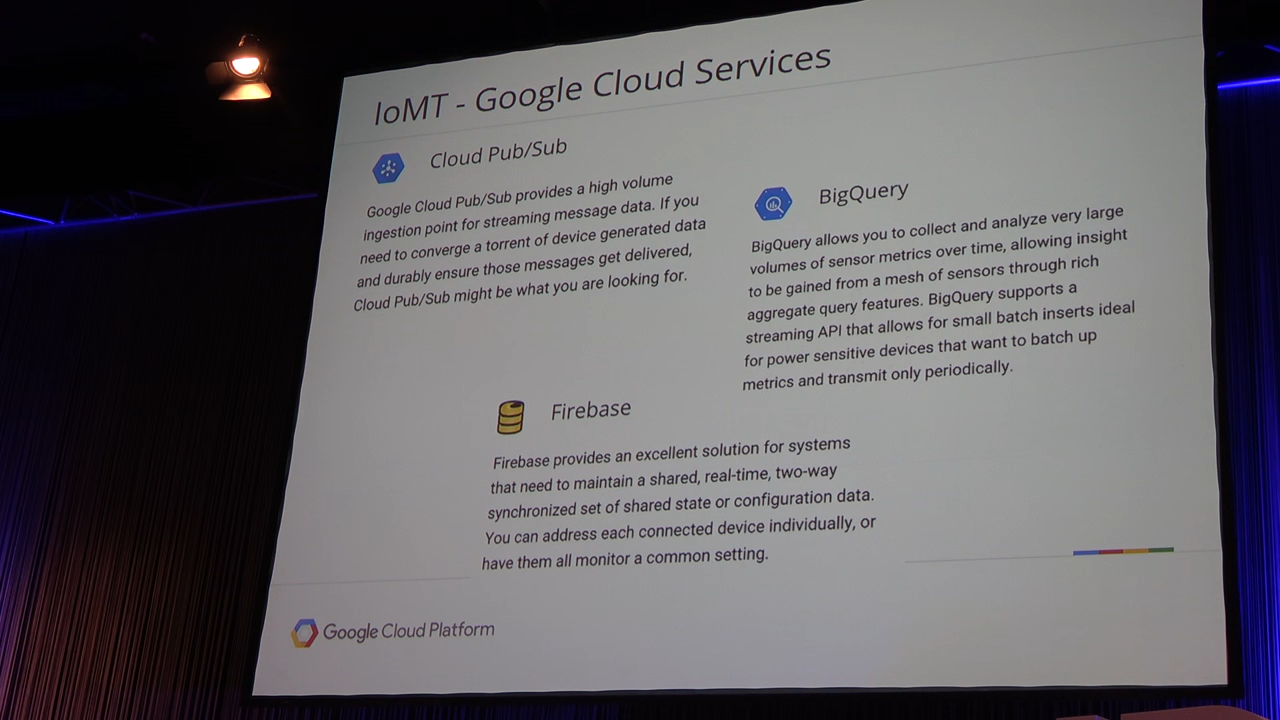 IoMT - Google Cloud Services
Cloud Pub/Sub
Google Cloud Pub/Sub provides a high volume
ingestion point for streaming message data. If you
need to converge a torrent of device generated data
and durably ensure those messages get delivered,
Cloud Pub/Sub might be what you are looking for.
BigQuery
BigQuery allows you to collect and analyze very large
volumes of sensor metrics over time, allowing insight
to be gained from a mesh of sensors through rich
aggregate query features. BigQuery supports a
streaming API that allows for small batch inserts ideal
for power sensitive devices that want to batch up
metrics and transmit only periodically.
Firebase
Firebase provides an excellent solution for systems
that need to maintain a shared, real-time, two-way
synchronized set of shared state or configuration data.
You can address each connected device individually, or
have them all monitor a common setting.
Google Cloud Platform